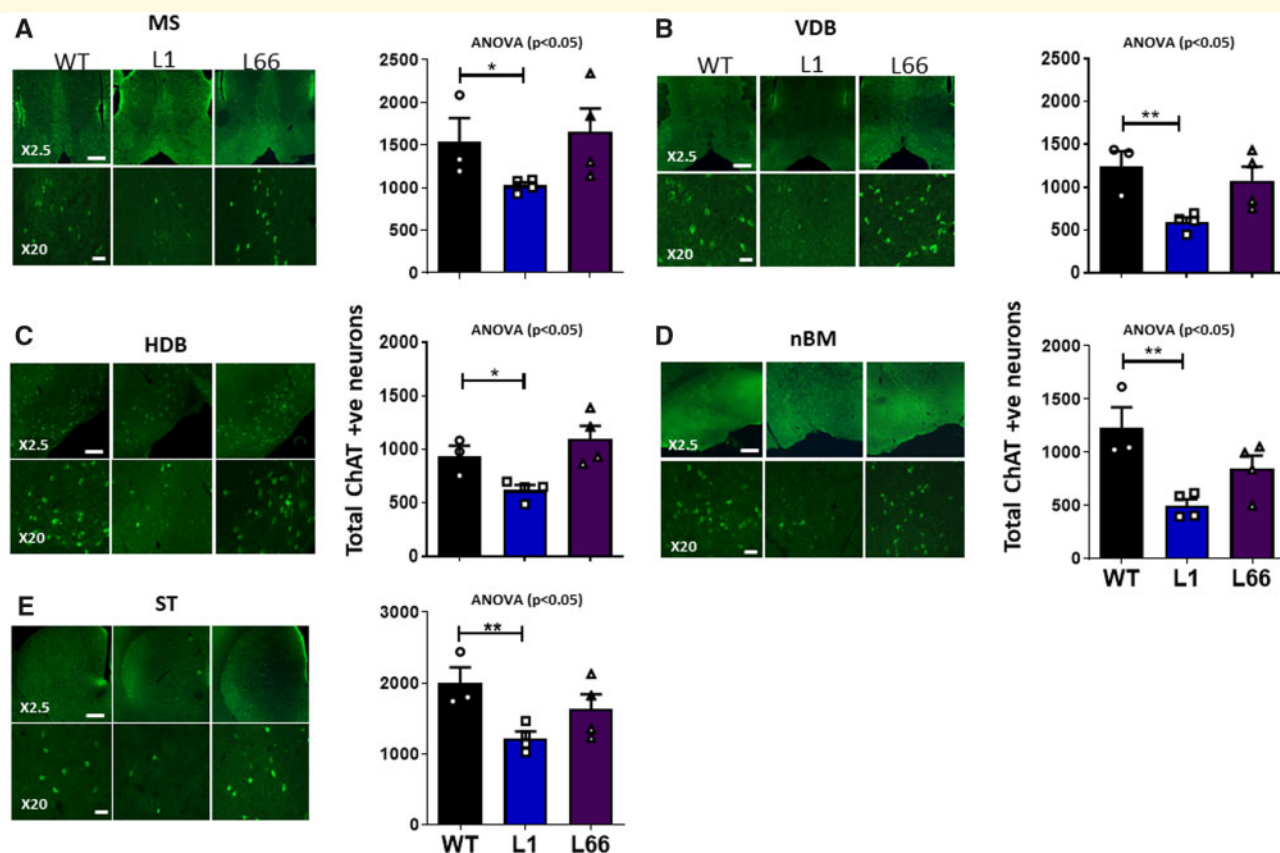 A
MS
WT L1 L66
X2.5
X20
ANOVA (p<0.05)
*
2500
2000
1500
1000
500
0
B
VDB
WT L1 L66
X2.5
X20
ANOVA (p<0.05)
**
2500
2000
1500
1000
500
0
C
HDB
X2.5
X20
Total ChAT +ve neurons
ANOVA (p<0.05)
*
2000
1500
1000
500
0
D
nBM
X2.5
X20
Total ChAT +ve neurons
ANOVA (p<0.05)
**
2000
1500
1000
500
0
WT L1 L66
E
ST
X2.5
X20
ANOVA (p<0.05)
**
3000
2000
1000
0
WT L1 L66